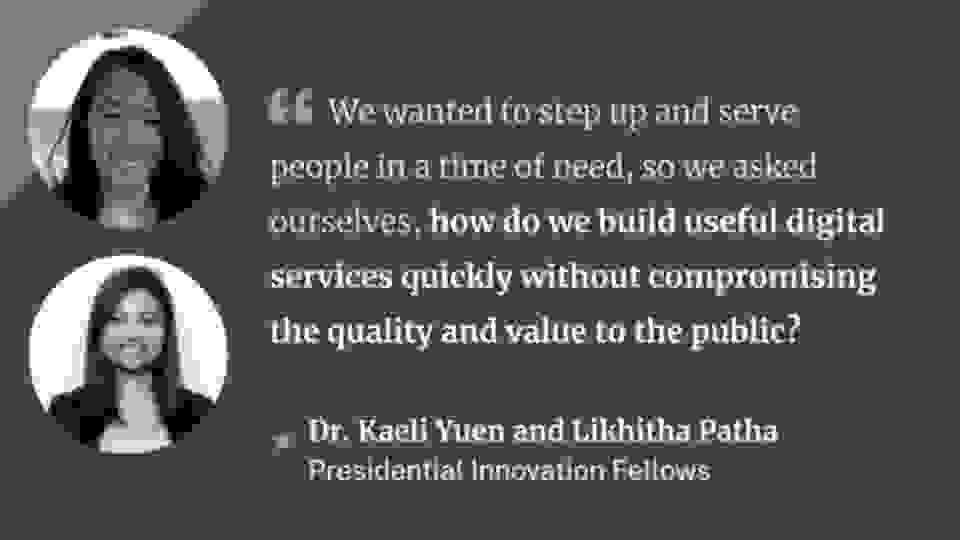 “ We wanted to step up and serve
people in a time of need, so we asked
ourselves, how do we build useful digital
services quickly without compromising
the quality and value to the public?
Dr. Kaeli Yuen and Likhitha Patha
Presidential Innovation Fellows